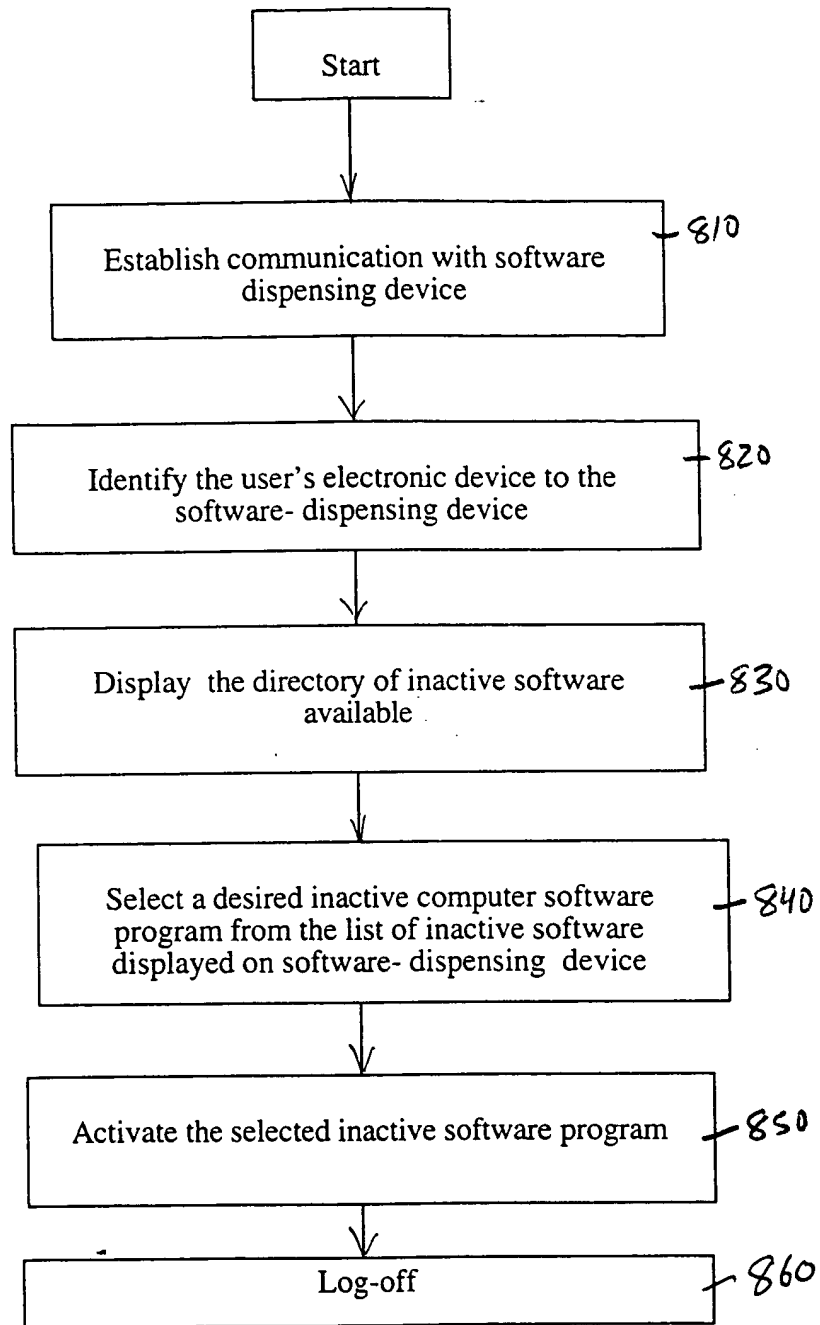 Start
810
Establish communication with software
dispensing device
820
Identify the user's electronic device to the
software- dispensing device
830
Display the directory of inactive software
available
840
Select a desired inactive computer software
program from the list of inactive software
displayed on software- dispensing device
850
Activate the selected inactive software program
860
Log-off